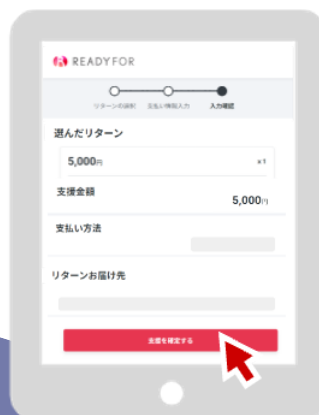 READYFOR
リターンの選択 支払い情報入力 入力確認
選んだリターン
5,000円 x1
支援金額
5,000円
支払い方法
リターンお届け先
支援を確定する